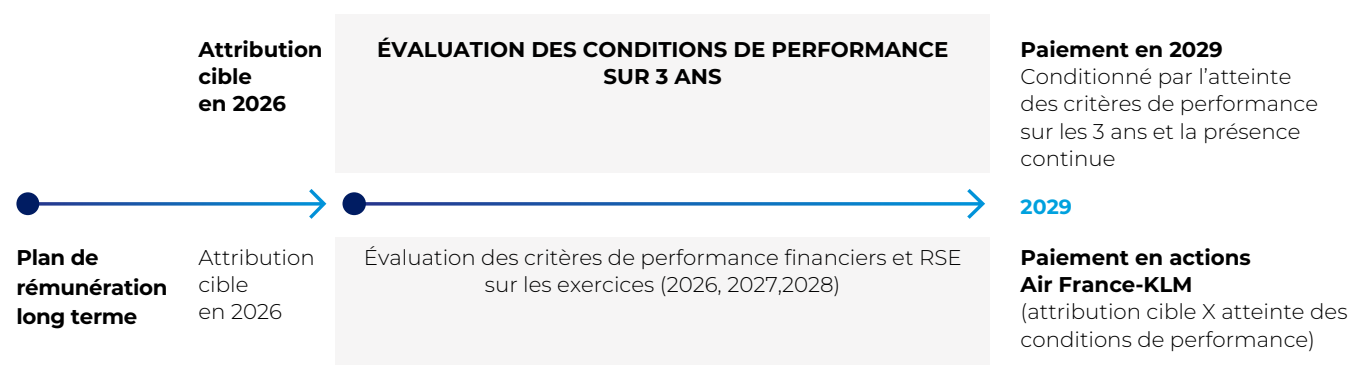 Attribution
cible
en 2026
ÉVALUATION DES CONDITIONS DE PERFORMANCE
SUR 3 ANS
Paiement en 2029
Conditionné par l'atteinte
des critères de performance
sur les 3 ans et la présence
continue
2029
Plan de
rémunération
long terme
Attribution
cible
en 2026
Évaluation des critères de performance financiers et RSE
sur les exercices (2026, 2027,2028)
Paiement en actions
Air France-KLM
(attribution cible X atteinte des
conditions de performance)